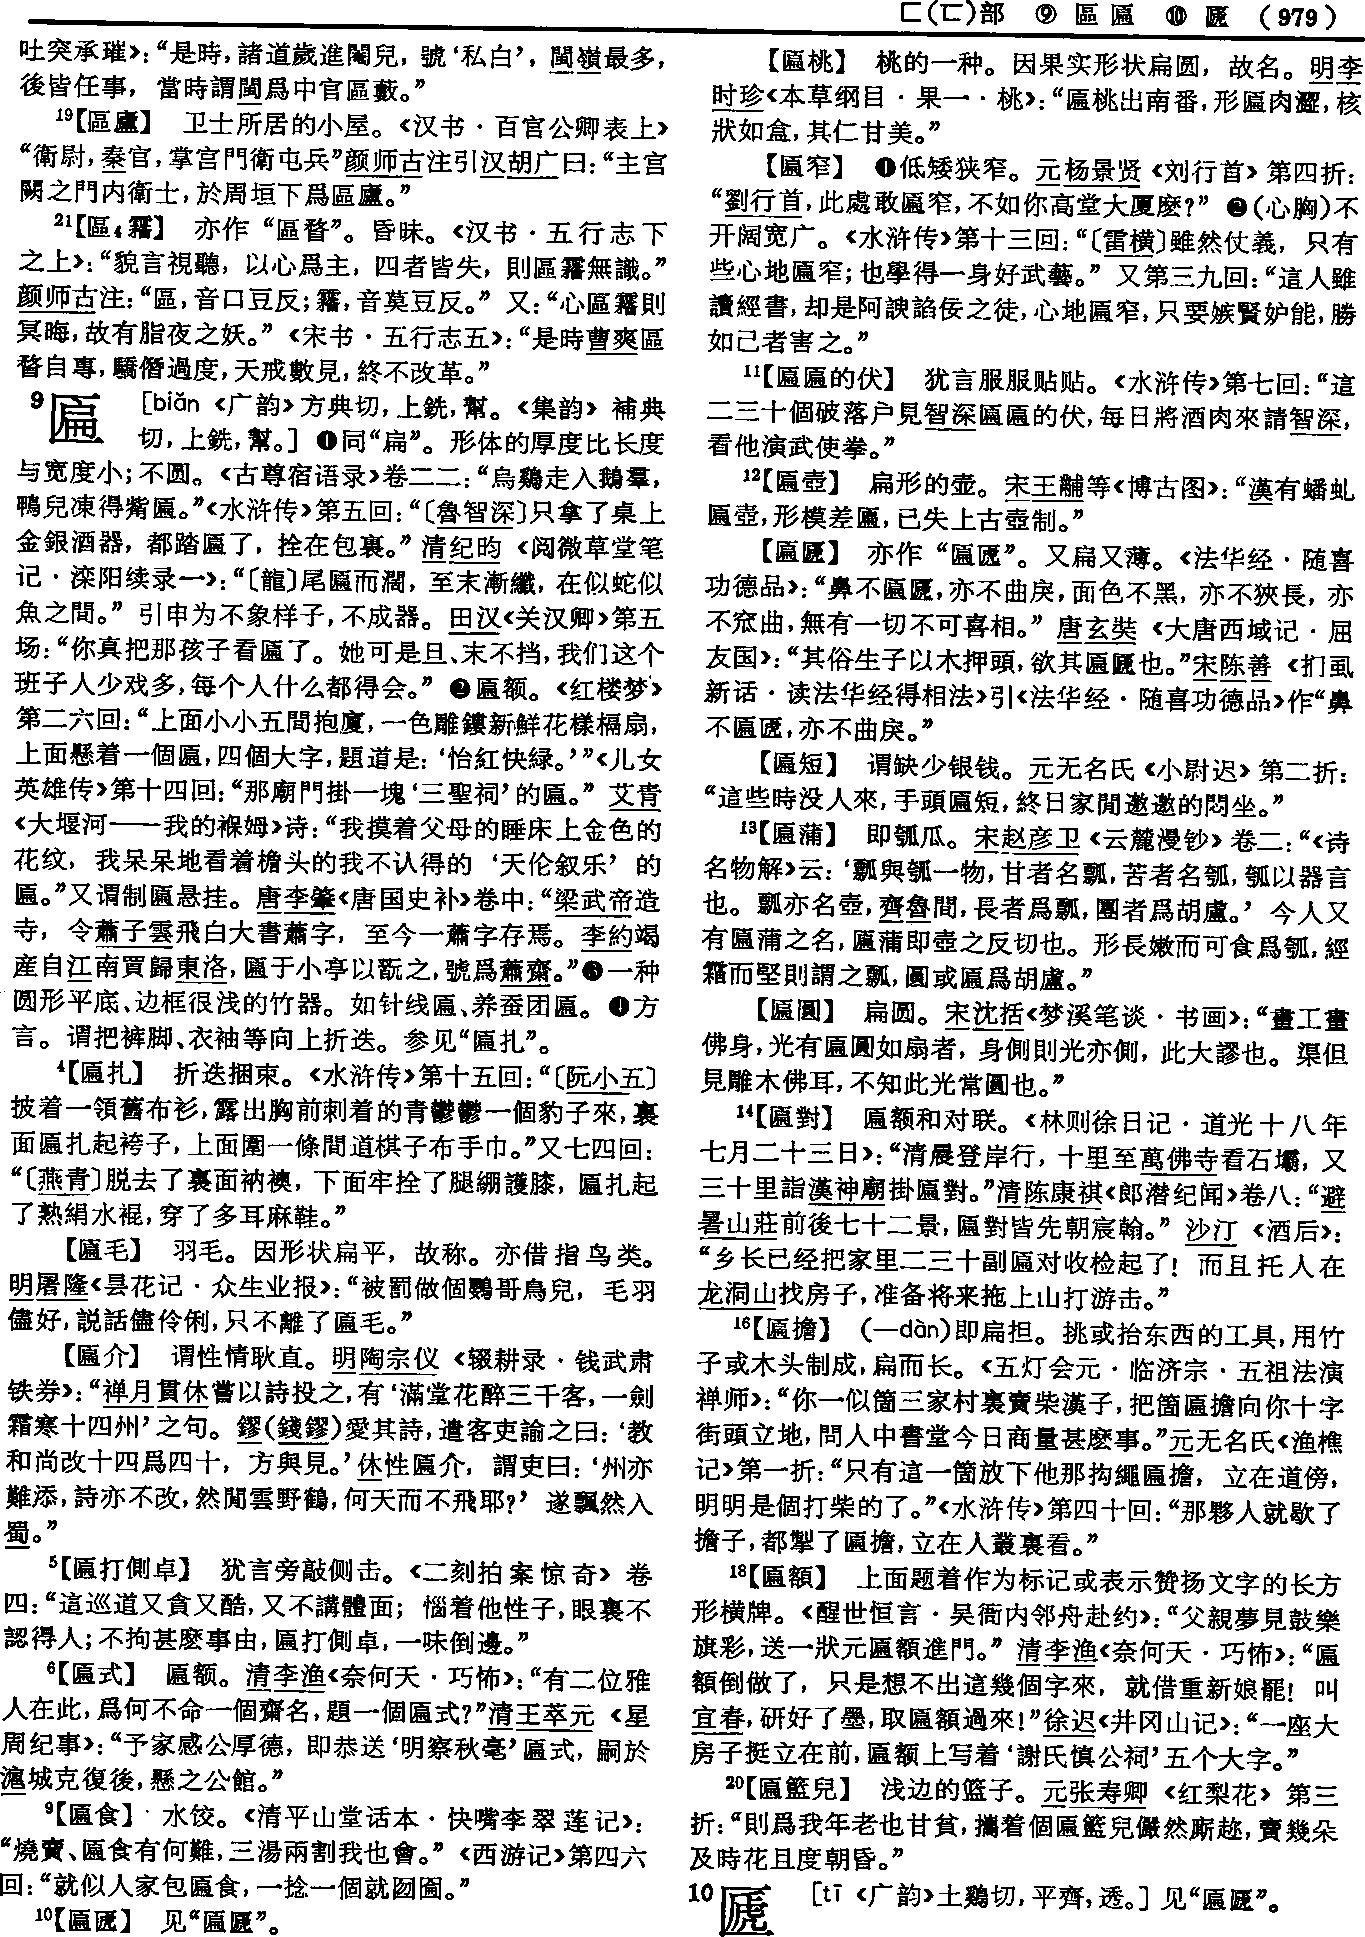 匚(匸)部 ⑨ 區匾 ⑩ 匲 (979)
吐突承璀》：“是時，諸道歲進閹兒，號‘私白’，閩嶺最多，
後皆任事，當時謂閩爲中官區藪。”
¹⁹【區廬】 卫士所居的小屋。《汉书·百官公卿表上》
“衛尉，秦官，掌宫門衛屯兵”颜师古注引汉胡广曰：“主宫
闕之門内衛士，於周垣下爲區廬。”
²¹【區₄霿】 亦作“區瞀”。昏昧。《汉书·五行志下
之上》：“貌言視聽，以心爲主，四者皆失，則區霿無識。”
颜师古注：“區，音口豆反；霿，音莫豆反。”又：“心區霿則
冥晦，故有脂夜之妖。”《宋书·五行志五》：“是時曹爽區
瞀自專，驕僭過度，天戒數見，終不改革。”
9 匾 [biǎn《广韵》方典切，上銑，幫。《集韵》補典
切，上銑，幫。] ❶同“扁”。形体的厚度比长度
与宽度小；不圆。《古尊宿语录》卷二二：“烏鷄走入鵝羣，
鴨兒凍得觜匾。”《水浒传》第五回：“〔魯智深〕只拿了桌上
金銀酒器，都踏匾了，拴在包裹。”清纪昀《阅微草堂笔
记·滦阳续录一》：“〔龍〕尾匾而濶，至末漸纖，在似蛇似
魚之間。”引申为不象样子，不成器。田汉《关汉卿》第五
场：“你真把那孩子看匾了。她可是旦、末不挡，我们这个
班子人少戏多，每个人什么都得会。”❷匾额。《红楼梦》
第二六回：“上面小小五間抱廈，一色雕鏤新鮮花樣槅扇，
上面懸着一個匾，四個大字，題道是：‘怡紅快緑。’”《儿女
英雄传》第十四回：“那廟門掛一塊‘三聖祠’的匾。”艾青
《大堰河——我的褓姆》诗：“我摸着父母的睡床上金色的
花纹，我呆呆地看着檐头的我不认得的‘天伦叙乐’的
匾。”又谓制匾悬挂。唐李肇《唐国史补》卷中：“梁武帝造
寺，令蕭子雲飛白大書蕭字，至今一蕭字存焉。李約竭
産自江南買歸東洛，匾于小亭以翫之，號爲蕭齋。”❸一种
圆形平底、边框很浅的竹器。如针线匾、养蚕团匾。❹方
言。谓把裤脚、衣袖等向上折迭。参见“匾扎”。
⁴【匾扎】 折迭捆束。《水浒传》第十五回：“〔阮小五〕
披着一領舊布衫，露出胸前刺着的青鬱鬱一個豹子來，裏
面匾扎起袴子，上面圍一條間道棋子布手巾。”又七四回：
“〔燕青〕脱去了裏面衲襖，下面牢拴了腿綳護膝，匾扎起
了熟絹水裩，穿了多耳麻鞋。”
【匾毛】 羽毛。因形状扁平，故称。亦借指鸟类。
明屠隆《昙花记·众生业报》：“被罰做個鸚哥鳥兒，毛羽
儘好，説話儘伶俐，只不離了匾毛。”
【匾介】 谓性情耿直。明陶宗仪《辍耕录·钱武肃
铁券》：“禅月貫休嘗以詩投之，有‘滿堂花醉三千客，一劍
霜寒十四州’之句。鏐(錢鏐)愛其詩，遣客吏諭之曰：‘教
和尚改十四爲四十，方與見。’休性匾介，謂吏曰：‘州亦
難添，詩亦不改，然閒雲野鶴，何天而不飛耶？’遂飄然入
蜀。”
⁵【匾打側卓】 犹言旁敲侧击。《二刻拍案惊奇》卷
四：“這巡道又貪又酷，又不講體面；惱着他性子，眼裏不
認得人；不拘甚麽事由，匾打側卓，一味倒邊。”
⁶【匾式】 匾额。清李渔《奈何天·巧怖》：“有二位雅
人在此，爲何不命一個齋名，題一個匾式？”清王萃元《星
周纪事》：“予家感公厚德，即恭送‘明察秋毫’匾式，嗣於
滬城克復後，懸之公館。”
⁹【匾食】 水饺。《清平山堂话本·快嘴李翠莲记》：
“燒賣、匾食有何難，三湯兩割我也會。”《西游记》第四六
回：“就似人家包匾食，一捻一個就囫圇。”
¹⁰【匾匲】 见“匾匲”。
【匾桃】 桃的一种。因果实形状扁圆，故名。明李
时珍《本草纲目·果一·桃》：“匾桃出南番，形匾肉澀，核
狀如盒，其仁甘美。”
【匾窄】 ❶低矮狭窄。元杨景贤《刘行首》第四折：
“劉行首，此處敢匾窄，不如你高堂大厦麽？”❷(心胸)不
开阔宽广。《水浒传》第十三回：“〔雷横〕雖然仗義，只有
些心地匾窄；也學得一身好武藝。”又第三九回：“這人雖
讀經書，却是阿諛諂佞之徒，心地匾窄，只要嫉賢妒能，勝
如己者害之。”
¹¹【匾匾的伏】 犹言服服贴贴。《水浒传》第七回：“這
二三十個破落户見智深匾匾的伏，每日將酒肉來請智深，
看他演武使拳。”
¹²【匾壺】 扁形的壶。宋王黼等《博古图》：“漢有蟠虬
匾壺，形模差匾，已失上古壺制。”
【匾㔸】 亦作“匾匲”。又扁又薄。《法华经·随喜
功德品》：“鼻不匾㔸，亦不曲戾，面色不黑，亦不狹長，亦
不窊曲，無有一切不可喜相。”唐玄奘《大唐西域记·屈
友国》：“其俗生子以木押頭，欲其匾㔸也。”宋陈善《扪虱
新话·读法华经得相法》引《法华经·随喜功德品》作“鼻
不匾匲，亦不曲戾。”
【匾短】 谓缺少银钱。元无名氏《小尉迟》第二折：
“這些時没人來，手頭匾短，終日家閒邀邀的悶坐。”
¹³【匾蒲】 即瓠瓜。宋赵彦卫《云麓漫钞》卷二：“《诗
名物解》云：‘瓢與瓠一物，甘者名瓢，苦者名瓠，瓠以器言
也。瓢亦名壺，齊魯間，長者爲瓢，團者爲胡盧。’今人又
有匾蒲之名，匾蒲即壺之反切也。形長嫩而可食爲瓠，經
霜而堅則謂之瓢，圓或匾爲胡盧。”
【匾圓】 扁圆。宋沈括《梦溪笔谈·书画》：“畫工畫
佛身，光有匾圓如扇者，身側則光亦側，此大謬也。渠但
見雕木佛耳，不知此光常圓也。”
¹⁴【匾對】 匾额和对联。《林则徐日记·道光十八年
七月二十三日》：“清晨登岸行，十里至萬佛寺看石壩，又
三十里詣漢神廟掛匾對。”清陈康祺《郎潜纪闻》卷八：“避
暑山莊前後七十二景，匾對皆先朝宸翰。”沙汀《酒后》：
“乡长已经把家里二三十副匾对收检起了！而且托人在
龙洞山找房子，准备将来拖上山打游击。”
¹⁶【匾擔】 (—dàn)即扁担。挑或抬东西的工具，用竹
子或木头制成，扁而长。《五灯会元·临济宗·五祖法演
禅师》：“你一似箇三家村裏賣柴漢子，把箇匾擔向你十字
街頭立地，問人中書堂今日商量甚麽事。”元无名氏《渔樵
记》第一折：“只有這一箇放下他那拘繩匾擔，立在道傍，
明明是個打柴的了。”《水浒传》第四十回：“那夥人就歇了
擔子，都掣了匾擔，立在人叢裏看。”
¹⁸【匾額】 上面题着作为标记或表示赞扬文字的长方
形横牌。《醒世恒言·吴衙内邻舟赴约》：“父親夢見鼓樂
旗彩，送一狀元匾額進門。”清李渔《奈何天·巧怖》：“匾
額倒做了，只是想不出這幾個字來，就借重新娘罷！叫
宜春，研好了墨，取匾額過來！”徐迟《井冈山记》：“一座大
房子挺立在前，匾额上写着‘謝氏慎公祠’五个大字。”
²⁰【匾籃兒】 浅边的篮子。元张寿卿《红梨花》第三
折：“則爲我年老也甘貧，攜着個匾籃兒儼然廝趂，賣幾朵
及時花且度朝昏。”
10 㔸 [tī《广韵》土鷄切，平齊，透。]见“匾㔸”。